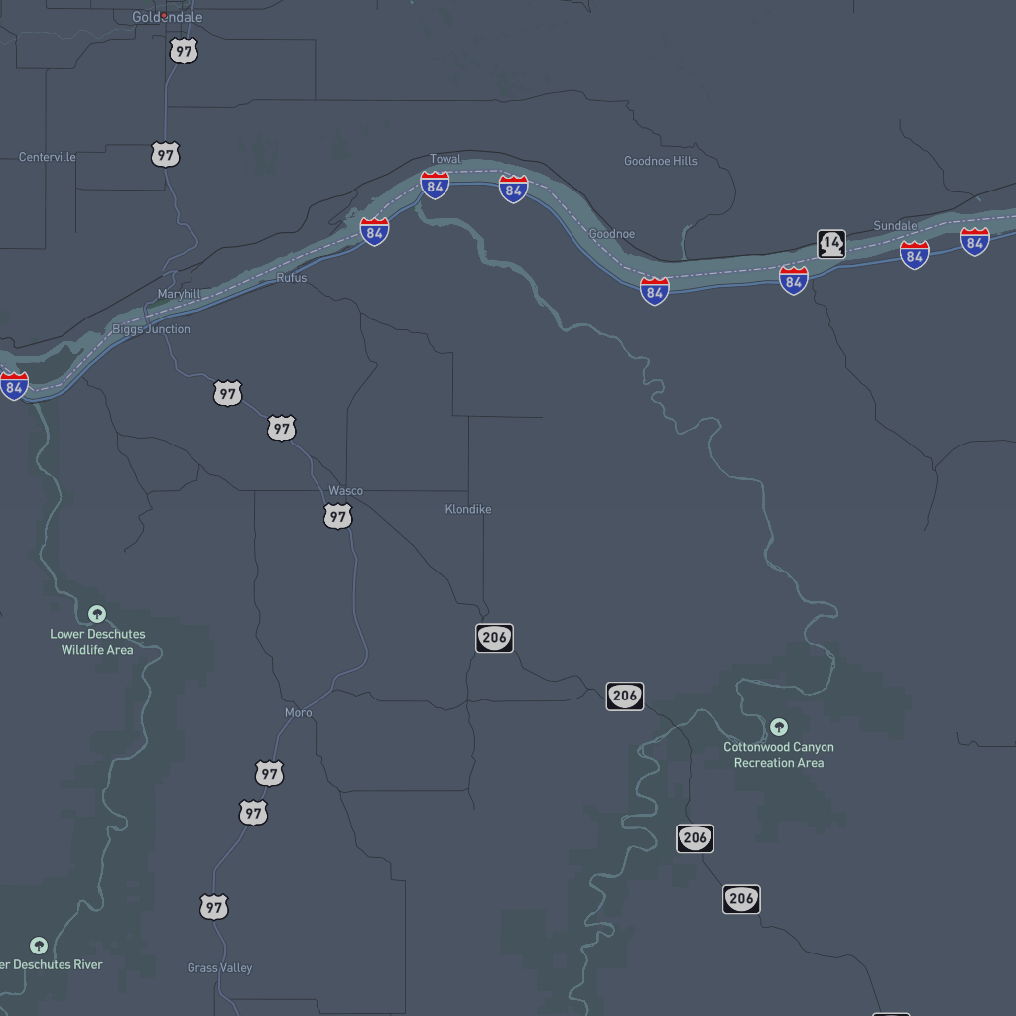 Goldendale
97
97
Centerville
Towal
Goodnoe Hills
84
84
84
Goodnoe
Sundale
14
84
84
84
84
Rufus
Maryhill
Biggs Junction
84
97
97
Wasco
97
Klondike
Lower Deschutes
Wildlife Area
206
206
Moro
Cottonwood Canycn
Recreation Area
97
97
206
206
97
er Deschutes River
Grass Valley